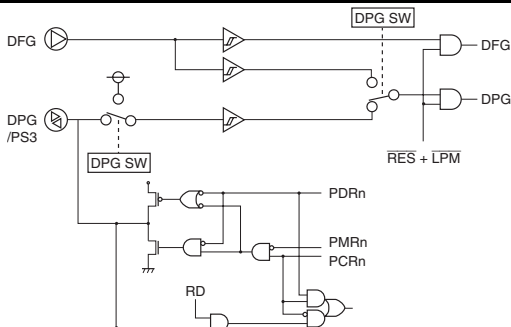 DPG SW
DFG
DFG
DPG
/PS3
DPG
DPG SW
RES + LPM
PDRn
PMRn
PCRn
RD